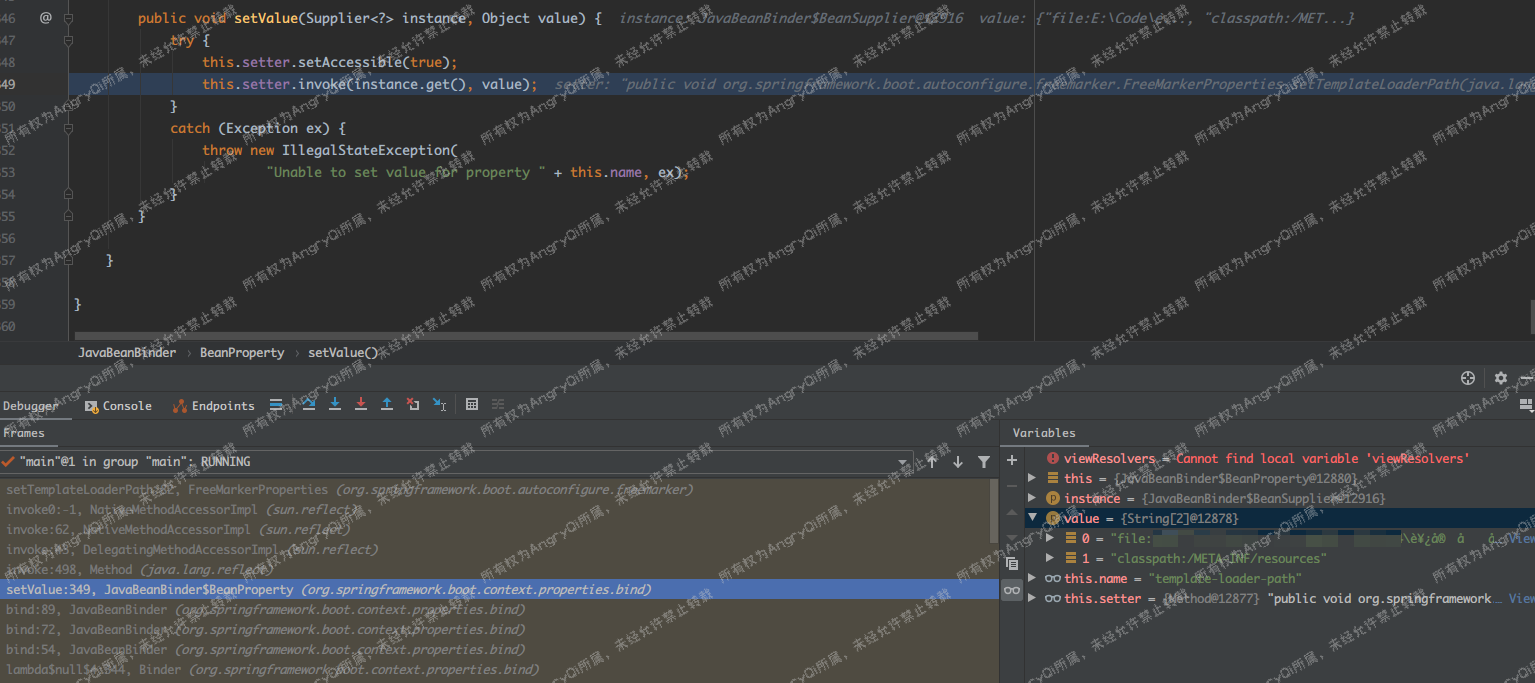 46 @ public void setValue(Supplier<?> instance, Object value) { instance: JavaBeanBinder$BeanSupplier@12916 value: {"file:E:\Code\c..., "classpath:/MET...}
47 try {
48 this.setter.setAccessible(true);
49 this.setter.invoke(instance.get(), value); setter: "public void org.springframework.boot.autoconfigure.freemarker.FreeMarkerProperties.setTemplateLoaderPath(java.lang
50 }
51 catch (Exception ex) {
52 throw new IllegalStateException(
53 "Unable to set value for property " + this.name, ex);
54 }
55 }
56
57 }
58
59 }
60
JavaBeanBinder › BeanProperty › setValue()
Debugger Console Endpoints
Frames
"main"@1 in group "main": RUNNING
setTemplateLoaderPath:62, FreeMarkerProperties (org.springframework.boot.autoconfigure.freemarker)
invoke0:-1, NativeMethodAccessorImpl (sun.reflect)
invoke:62, NativeMethodAccessorImpl (sun.reflect)
invoke:43, DelegatingMethodAccessorImpl (sun.reflect)
invoke:498, Method (java.lang.reflect)
setValue:349, JavaBeanBinder$BeanProperty (org.springframework.boot.context.properties.bind)
bind:89, JavaBeanBinder (org.springframework.boot.context.properties.bind)
bind:72, JavaBeanBinder (org.springframework.boot.context.properties.bind)
bind:54, JavaBeanBinder (org.springframework.boot.context.properties.bind)
lambda$null$4:344, Binder (org.springframework.boot.context.properties.bind)
Variables
viewResolvers = Cannot find local variable 'viewResolvers'
this = {JavaBeanBinder$BeanProperty@12880}
instance = {JavaBeanBinder$BeanSupplier@12916}
value = {String[2]@12878}
0 = "file: View
1 = "classpath:/META-INF/resources"
this.name = "template-loader-path"
this.setter = {Method@12877} "public void org.springframework... View
所有权为AngryQi所属，未经允许禁止转载